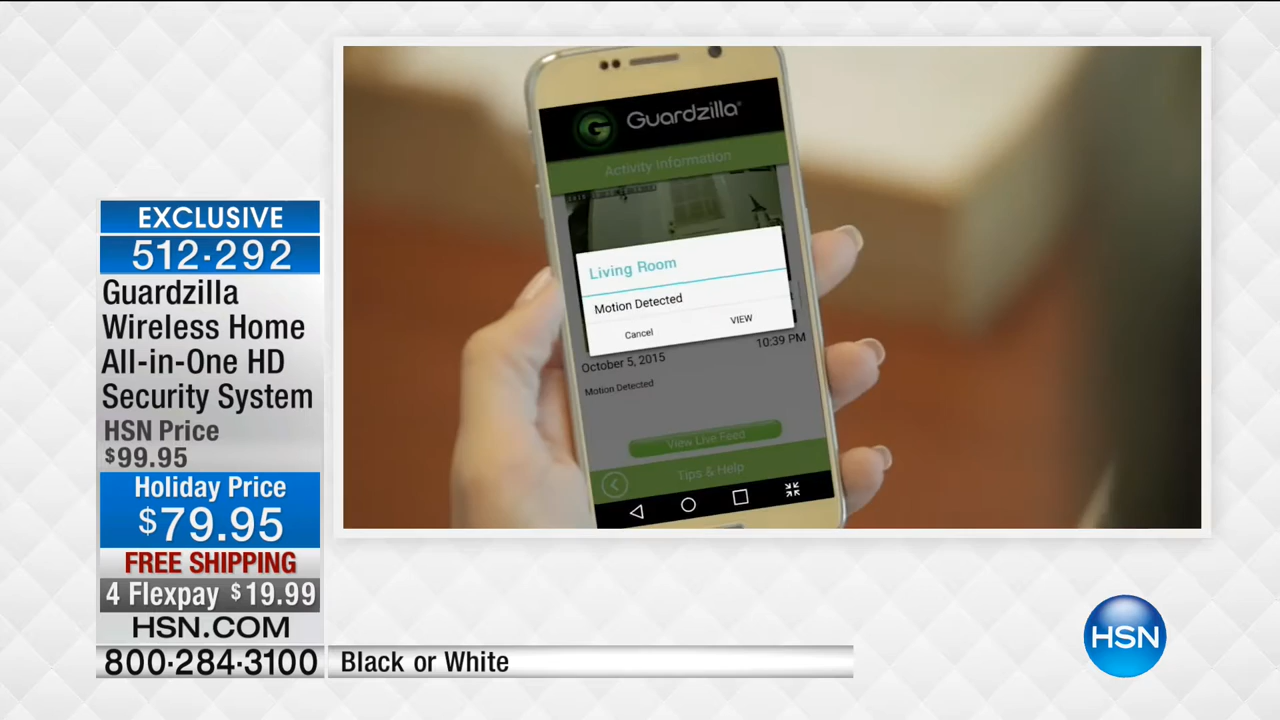 EXCLUSIVE
512·292
Guardzilla
Wireless Home
All-in-One HD
Security System
HSN Price
$99.95
Holiday Price
$79.95
FREE SHIPPING
4 Flexpay $19.99
HSN.COM
800·284·3100
Black or White
Guardzilla®
Activity Information
Living Room
Motion Detected
Cancel
VIEW
October 5, 2015
10:39 PM
Motion Detected
View Live Feed
Tips & Help
HSN